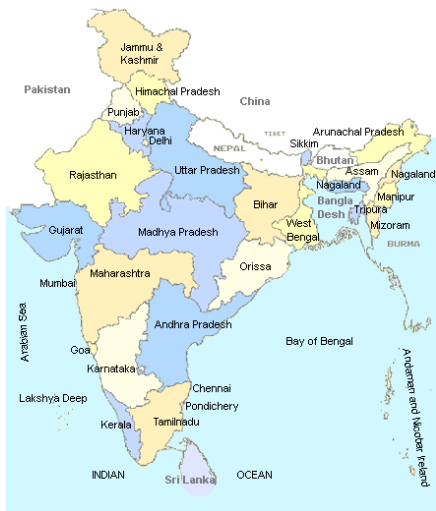 Jammu &
Kashmir
Pakistan
Himachal Pradesh
China
Punjab
Haryana
Delhi
TIBET
Arunachal Pradesh
NEPAL
Sikkim
Bhutan
Rajasthan
Uttar Pradesh
Assam
Nagaland
Nagaland
Bihar
Bangla
Desh
Manipur
Tripura
Gujarat
Madhya Pradesh
West
Bengal
Mizoram
BURMA
Orissa
Maharashtra
Mumbai
Arabian Sea
Andhra Pradesh
Bay of Bengal
Goa
Karnataka
Andaman and Nicobar Ireland
Chennai
Lakshya Deep
Pondichery
Kerala
Tamilnadu
INDIAN
Sri Lanka
OCEAN